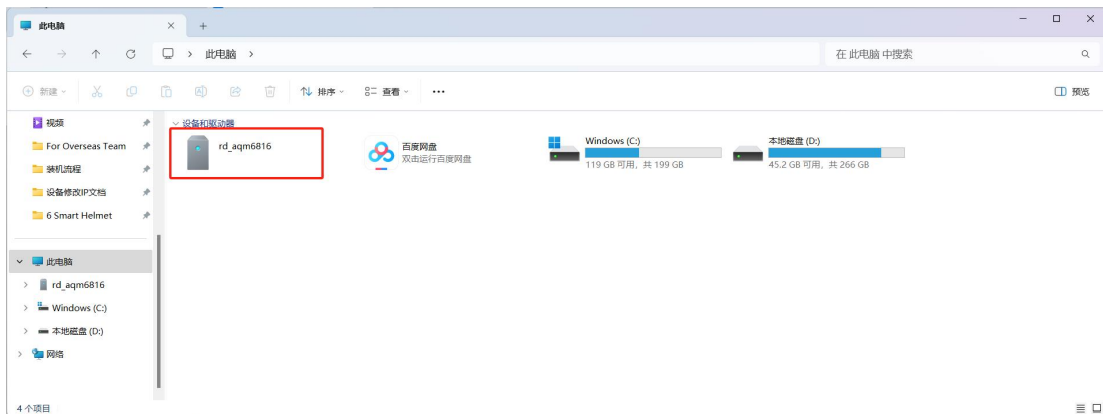 此电脑
此电脑
在 此电脑 中搜索
新建
排序
查看
预览
视频
For Overseas Team
装机流程
设备修改IP文档
6 Smart Helmet
此电脑
rd_aqm6816
Windows (C:)
本地磁盘 (D:)
网络
设备和驱动器
rd_aqm6816
百度网盘
双击运行百度网盘
Windows (C:)
119 GB 可用, 共 199 GB
本地磁盘 (D:)
45.2 GB 可用, 共 266 GB
4 个项目